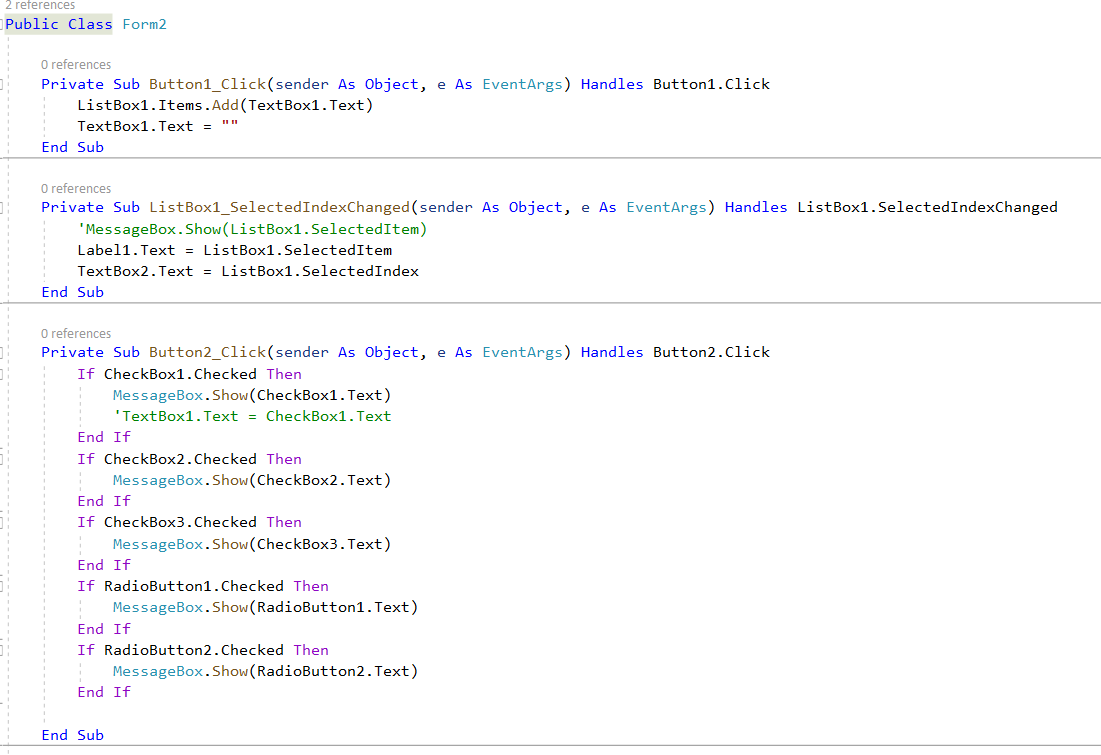 2 references
Public Class Form2
0 references
Private Sub Button1_Click(sender As Object, e As EventArgs) Handles Button1.Click
ListBox1.Items.Add(TextBox1.Text)
TextBox1.Text = ""
End Sub
0 references
Private Sub ListBox1_SelectedIndexChanged(sender As Object, e As EventArgs) Handles ListBox1.SelectedIndexChanged
'MessageBox.Show(ListBox1.SelectedItem)
Label1.Text = ListBox1.SelectedItem
TextBox2.Text = ListBox1.SelectedIndex
End Sub
0 references
Private Sub Button2_Click(sender As Object, e As EventArgs) Handles Button2.Click
If CheckBox1.Checked Then
MessageBox.Show(CheckBox1.Text)
'TextBox1.Text = CheckBox1.Text
End If
If CheckBox2.Checked Then
MessageBox.Show(CheckBox2.Text)
End If
If CheckBox3.Checked Then
MessageBox.Show(CheckBox3.Text)
End If
If RadioButton1.Checked Then
MessageBox.Show(RadioButton1.Text)
End If
If RadioButton2.Checked Then
MessageBox.Show(RadioButton2.Text)
End If
End Sub